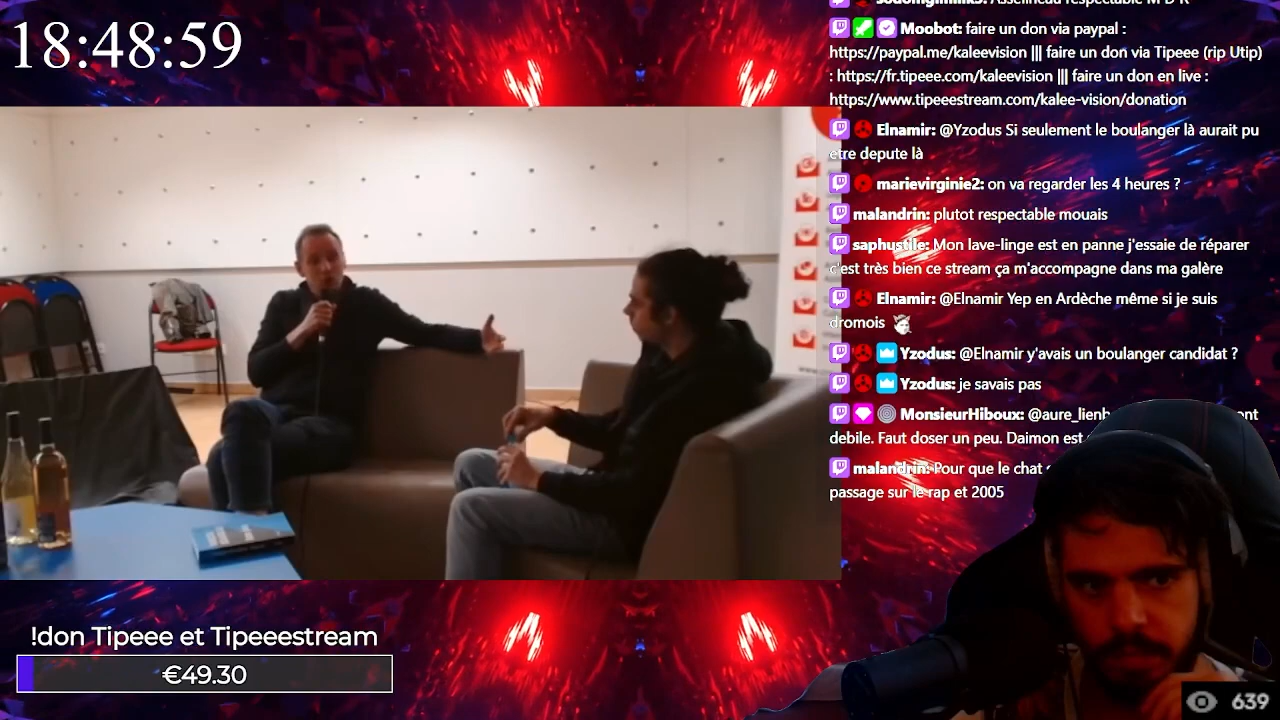 18:48:59
Moobot: faire un don via paypal :
https://paypal.me/kaleevision ||| faire un don via Tipeee (rip Utip)
: https://fr.tipeee.com/kaleevision ||| faire un don en live :
https://www.tipeeestream.com/kalee-vision/donation
Elnamir: @Yzodus Si seulement le boulanger là aurait pu
etre depute là
marievirginie2: on va regarder les 4 heures ?
malandrin: plutot respectable mouais
saphustile: Mon lave-linge est en panne j'essaie de réparer
c'est très bien ce stream ça m'accompagne dans ma galère
Elnamir: @Elnamir Yep en Ardèche même si je suis
dromois
Yzodus: @Elnamir y'avais un boulanger candidat ?
Yzodus: je savais pas
MonsieurHiboux: ont
debile. Faut doser un peu. Daimon est
malandrin: Pour que le chat
passage sur le rap et 2005
!don Tipeee et Tipeeestream
€49.30
639